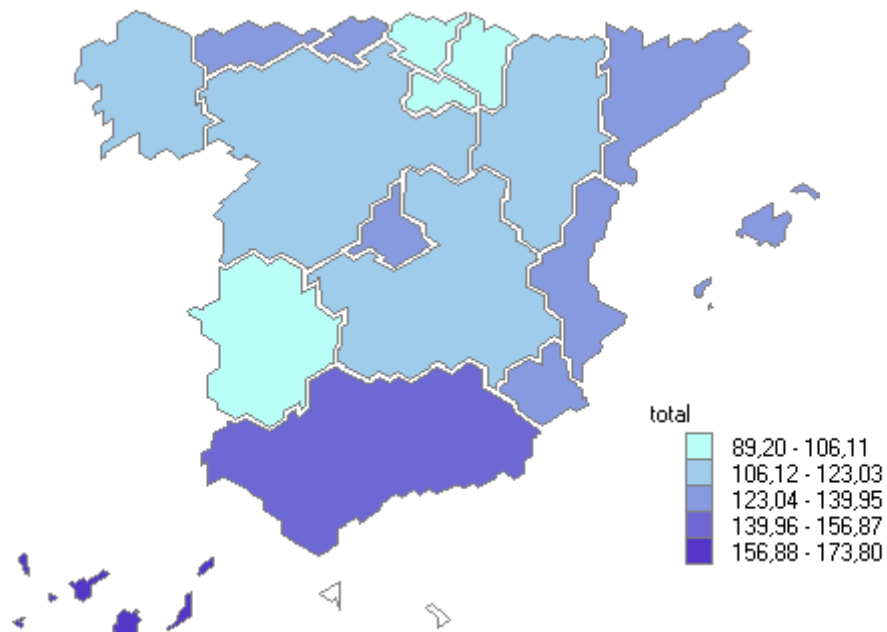 total
89,20 - 106,11
106,12 - 123,03
123,04 - 139,95
139,96 - 156,87
156,88 - 173,80